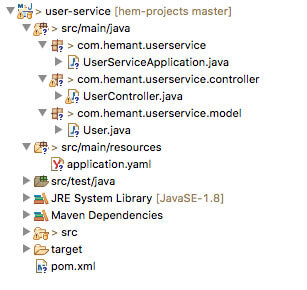 > user-service [hem-projects master]
> src/main/java
> com.hemant.userservice
> UserServiceApplication.java
> com.hemant.userservice.controller
> UserController.java
> com.hemant.userservice.model
> User.java
> src/main/resources
application.yaml
src/test/java
JRE System Library [JavaSE-1.8]
Maven Dependencies
> src
target
pom.xml